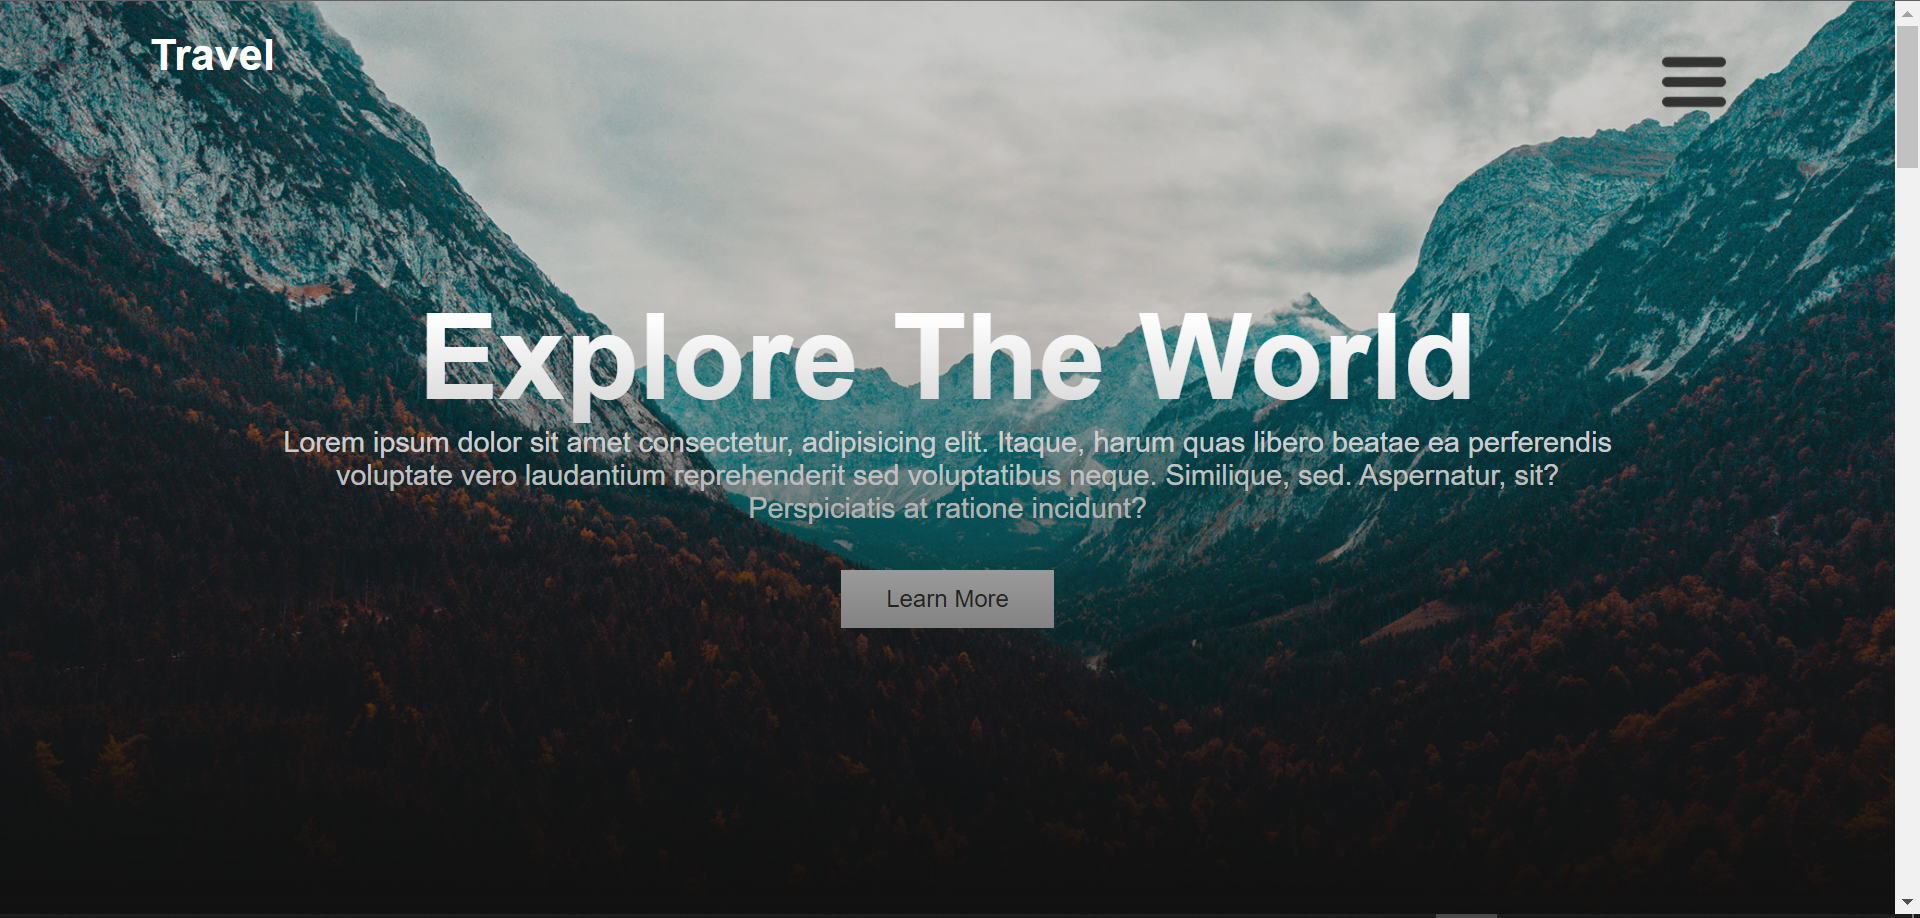 Travel
Explore The World
Lorem ipsum dolor sit amet consectetur, adipisicing elit. Itaque, harum quas libero beatae ea perferendis
voluptate vero laudantium reprehenderit sed voluptatibus neque. Similique, sed. Aspernatur, sit?
Perspiciatis at ratione incidunt?
Learn More